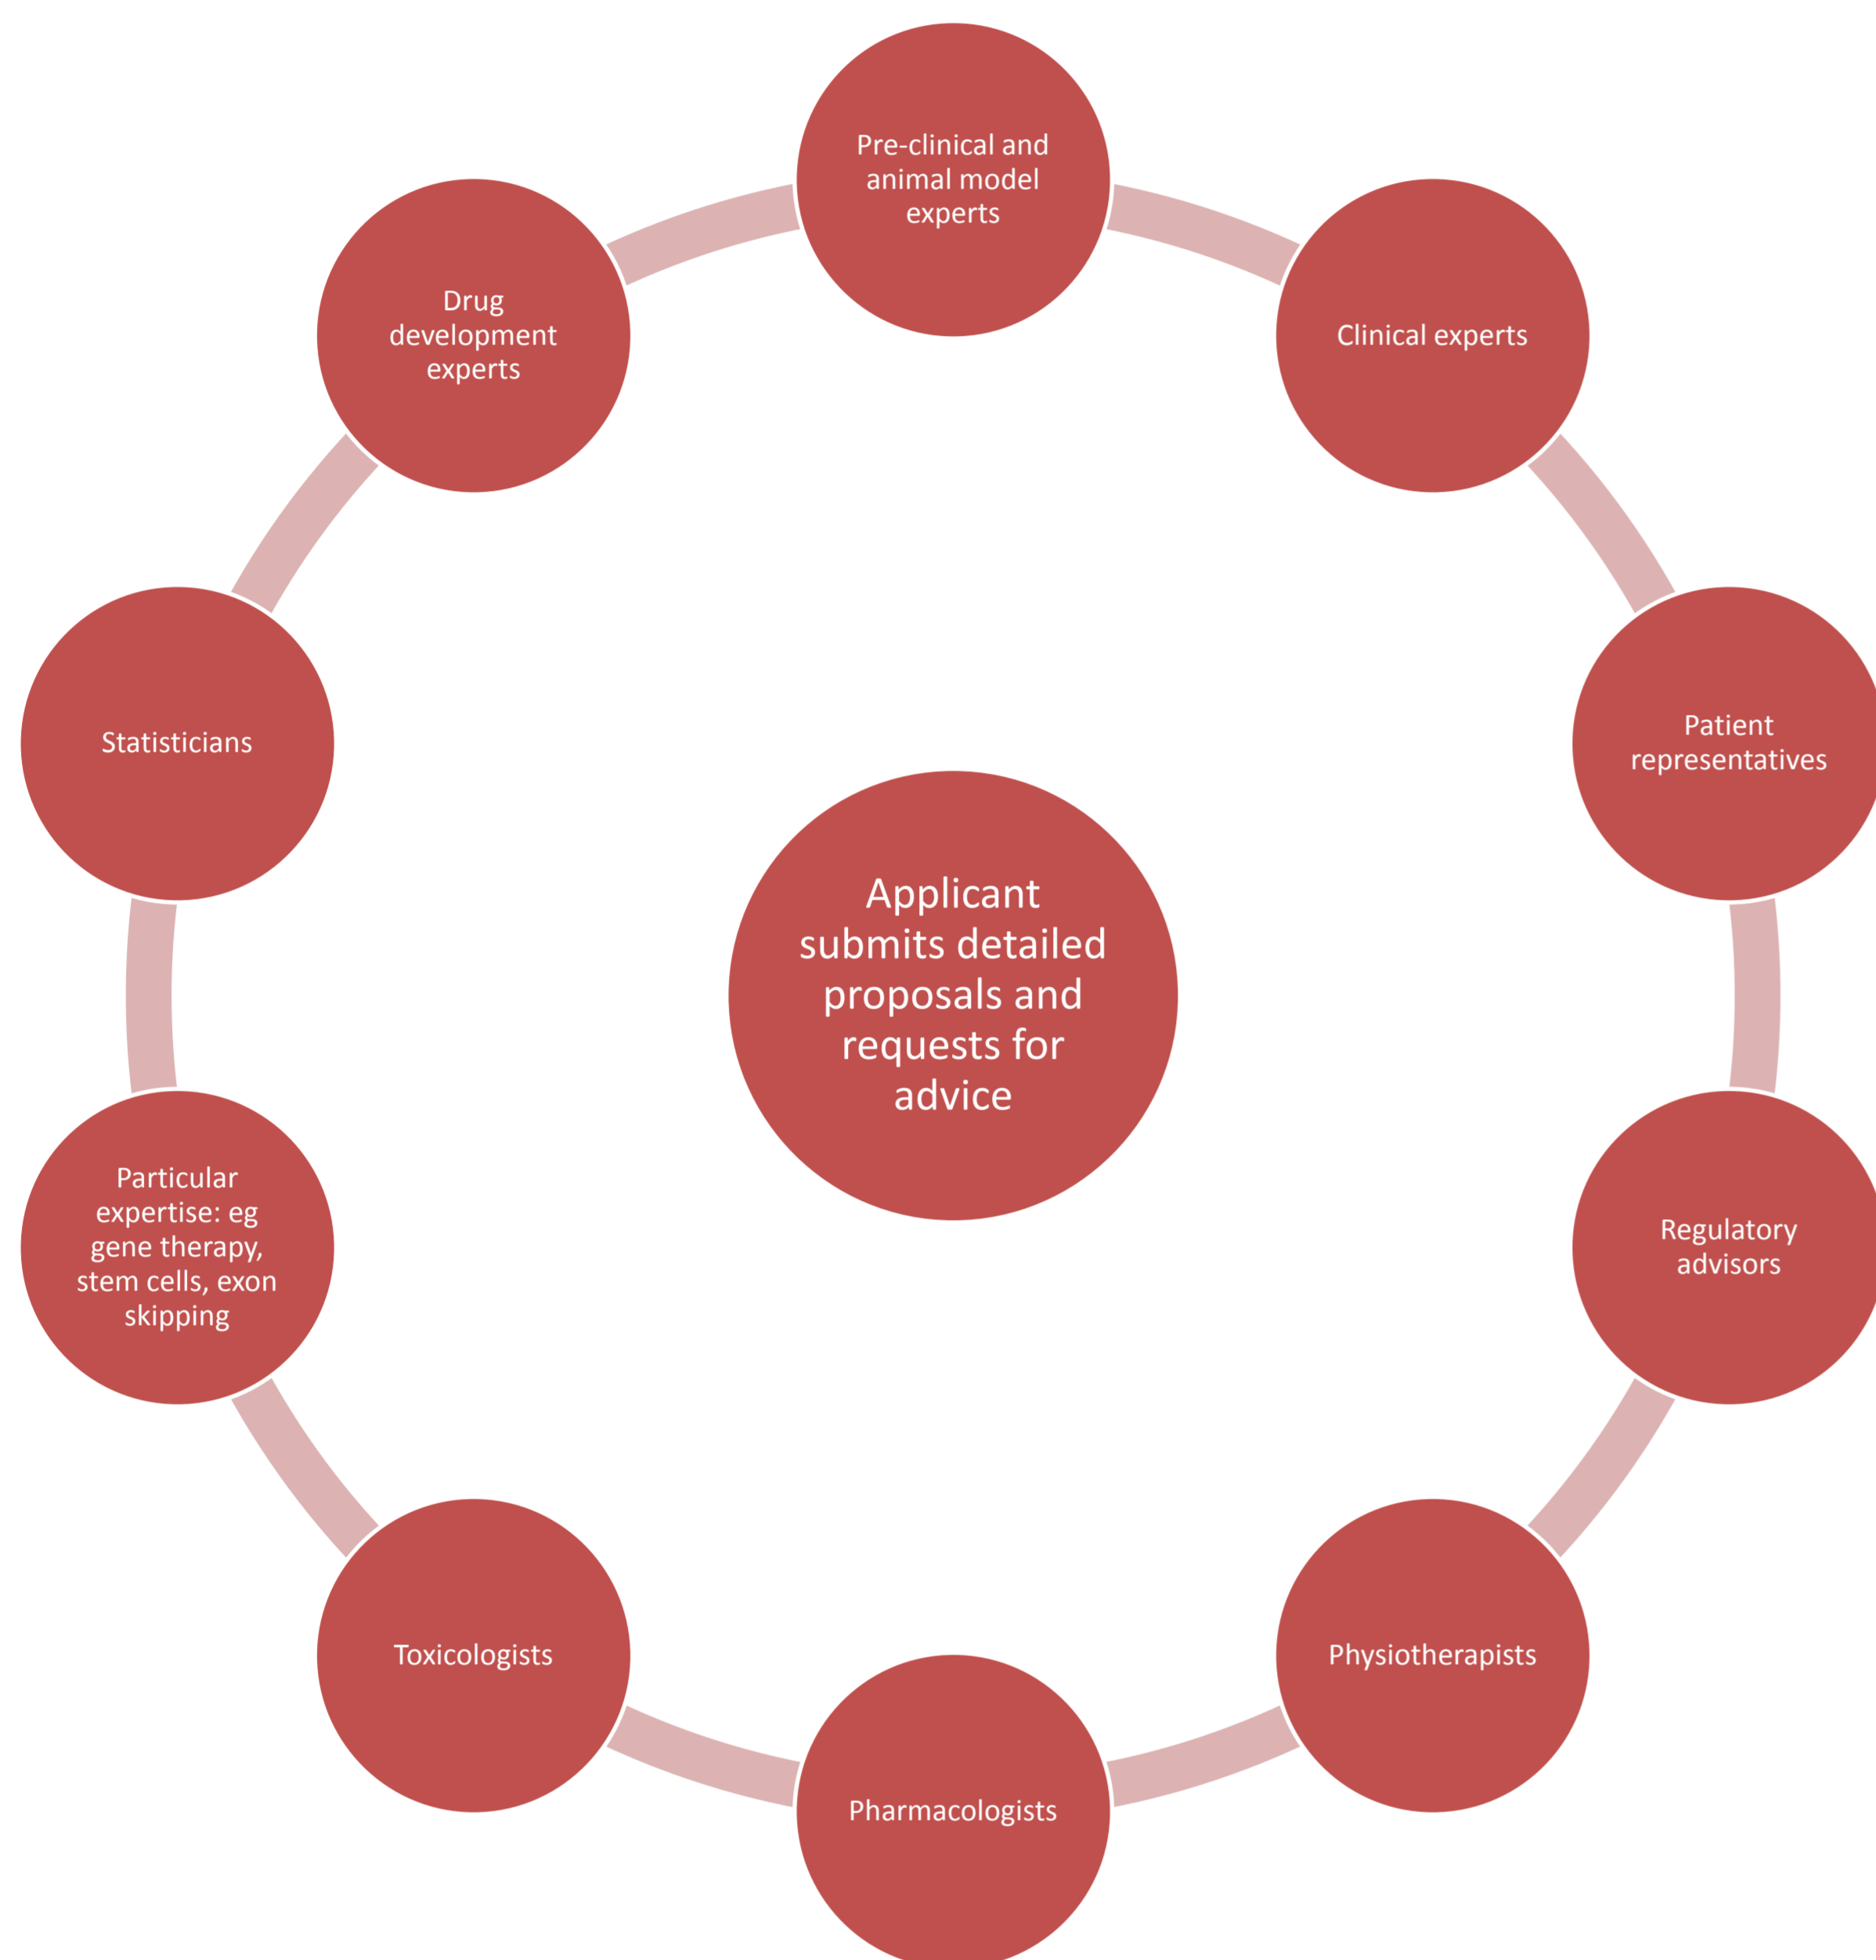 Pre-clinical and
animal model
experts
Clinical experts
Patient
representatives
Regulatory
advisors
Physiotherapists
Pharmacologists
Toxicologists
Particular
expertise: eg
gene therapy,
stem cells, exon
skipping
Statisticians
Drug
development
experts
Applicant
submits detailed
proposals and
requests for
advice